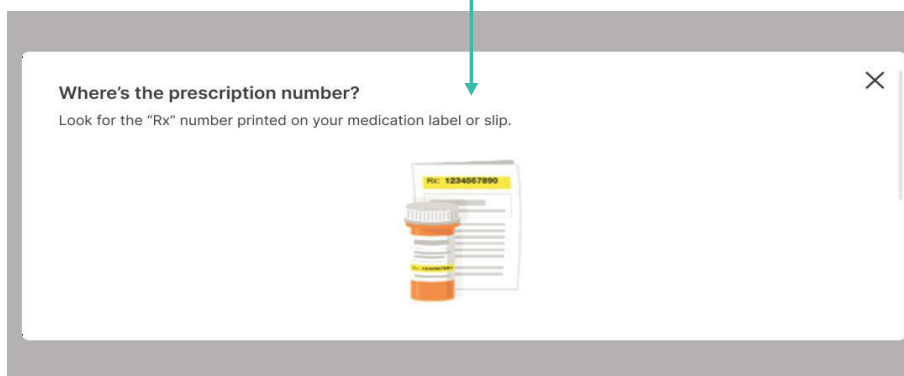 Where’s the prescription number?
Look for the “Rx” number printed on your medication label or slip.
Rx: 1234567890